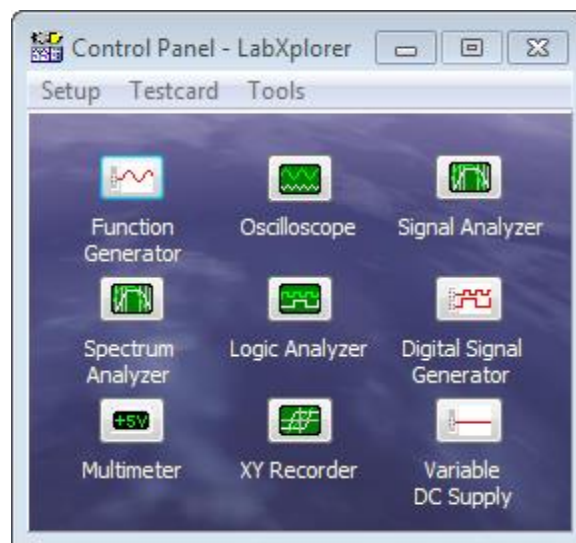 Control Panel - LabXplorer
Setup Testcard Tools
Function
Generator
Oscilloscope
Signal Analyzer
Spectrum
Analyzer
Logic Analyzer
Digital Signal
Generator
+5V
Multimeter
XY Recorder
Variable
DC Supply